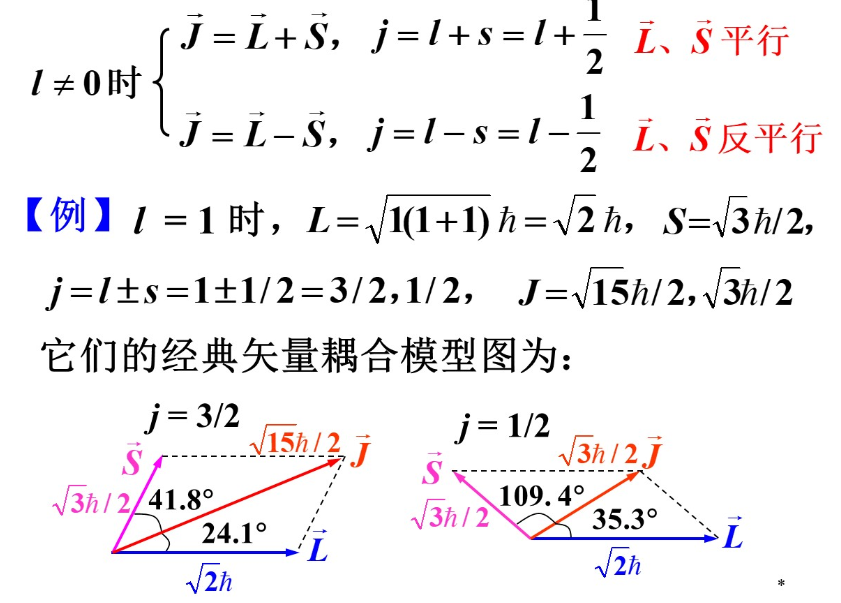 J⃗ = L⃗ + S⃗, j = l + s = l + 1/2 L⃗、S⃗ 平行
l ≠ 0时
J⃗ = L⃗ − S⃗, j = l − s = l − 1/2 L⃗、S⃗ 反平行
【例】l = 1 时, L = √1(1+1) ħ = √2 ħ, S=√3ħ/2,
j = l ± s = 1 ± 1/2 = 3/2, 1/2, J = √15ħ/2, √3ħ/2
它们的经典矢量耦合模型图为:
j = 3/2
√15ħ/2 J⃗
S⃗
√3ħ/2 41.8°
24.1°
L⃗
√2ħ
j = 1/2
√3ħ/2 J⃗
S⃗
109.4°
√3ħ/2 35.3°
L⃗
√2ħ
*